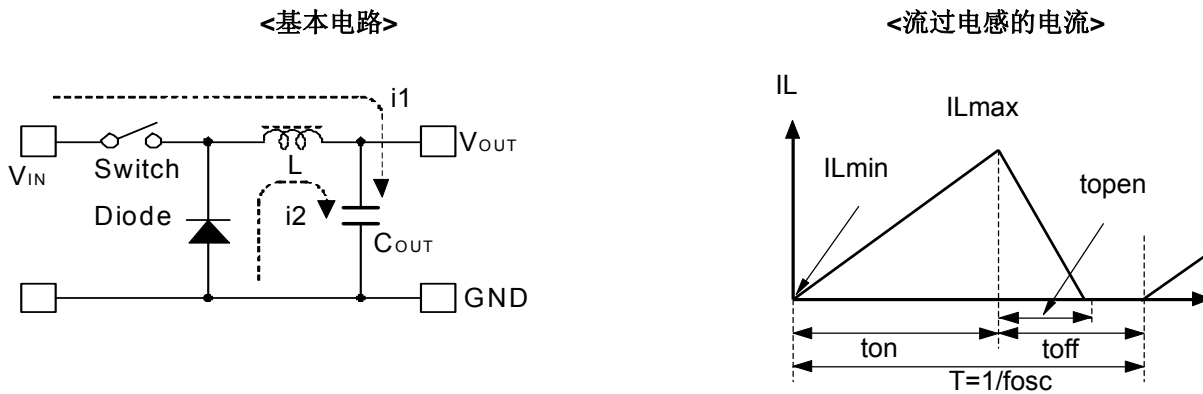 <基本电路>
i1
VIN
Switch
L
VOUT
Diode
i2
COUT
GND
<流过电感的电流>
IL
ILmax
ILmin
topen
ton
toff
T=1/fosc